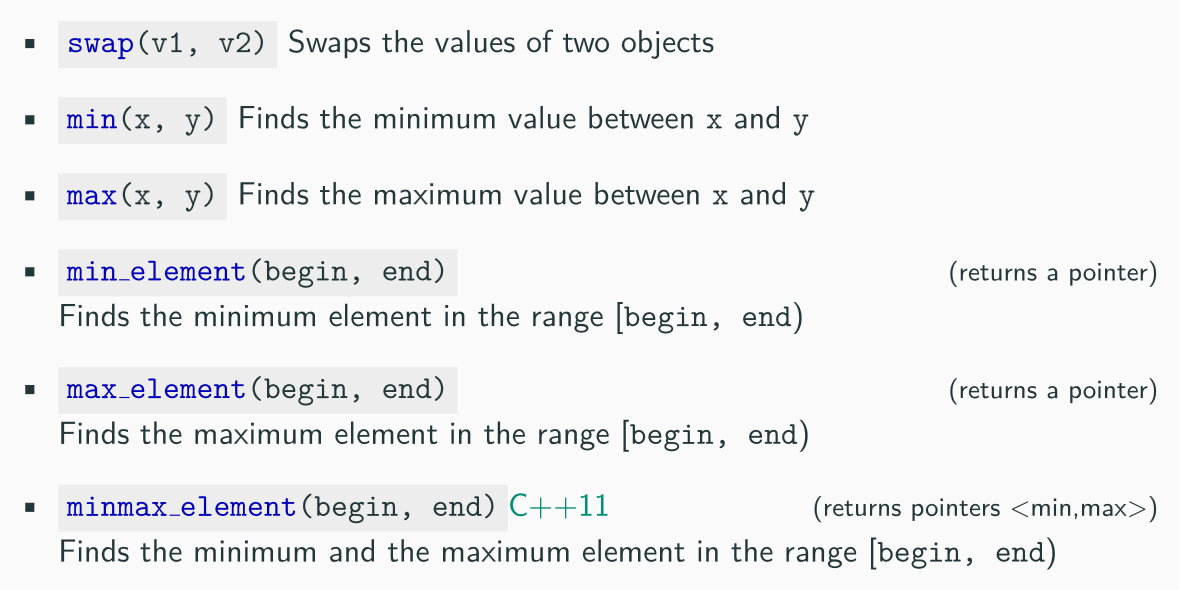 ▪ swap(v1, v2) Swaps the values of two objects
▪ min(x, y) Finds the minimum value between x and y
▪ max(x, y) Finds the maximum value between x and y
▪ min_element(begin, end) (returns a pointer)
Finds the minimum element in the range [begin, end)
▪ max_element(begin, end) (returns a pointer)
Finds the maximum element in the range [begin, end)
▪ minmax_element(begin, end) C++11 (returns pointers <min,max>)
Finds the minimum and the maximum element in the range [begin, end)